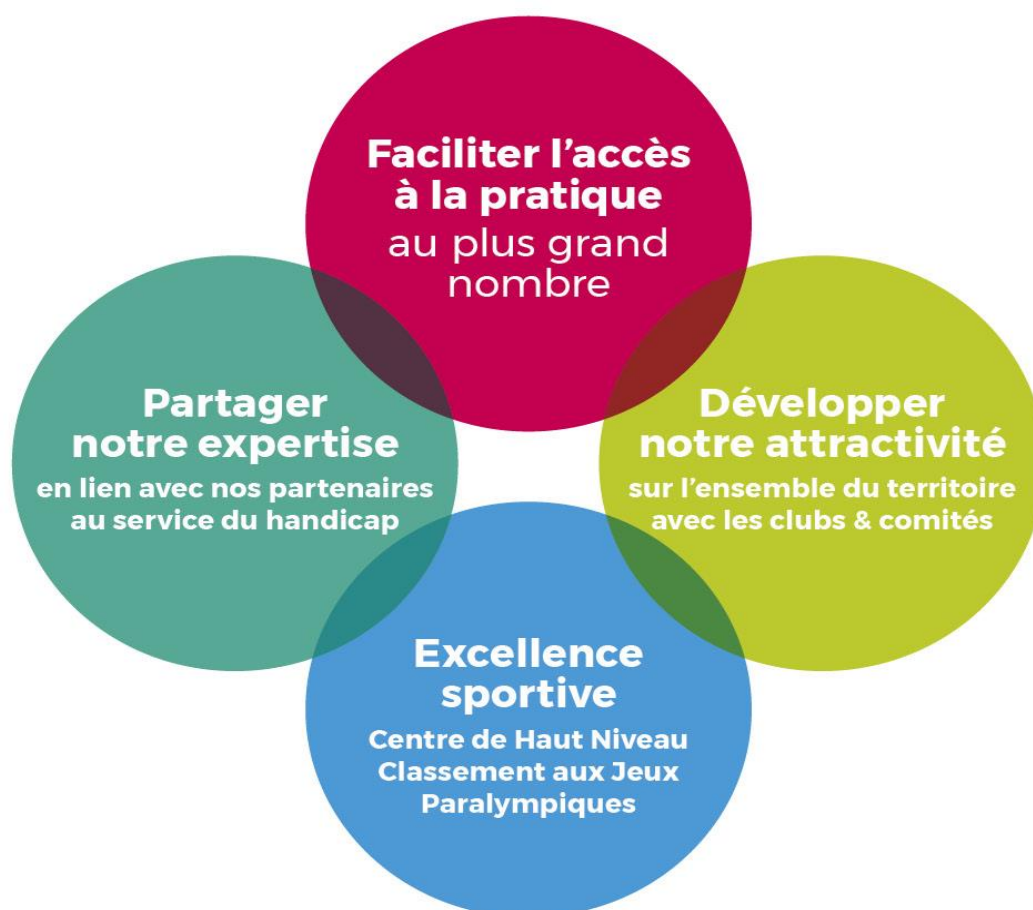 Faciliter l’accès
à la pratique
au plus grand
nombre
Partager
notre expertise
en lien avec nos partenaires
au service du handicap
Développer
notre attractivité
sur l’ensemble du territoire
avec les clubs & comités
Excellence
sportive
Centre de Haut Niveau
Classement aux Jeux
Paralympiques